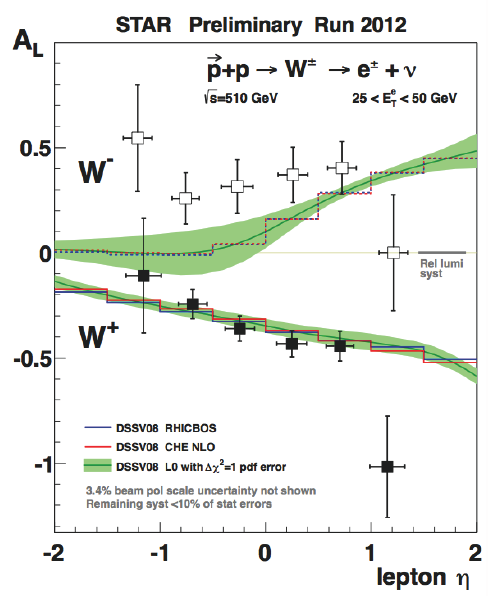 STAR Preliminary Run 2012
A_L
p⃗+p → W± → e± + ν
√s=510 GeV 25 < E_T^e < 50 GeV
0.5
W-
0
Rel lumi
syst
W+
-0.5
DSSV08 RHICBOS
DSSV08 CHE NLO
DSSV08 L0 with Δχ²=1 pdf error
-1
3.4% beam pol scale uncertainty not shown
Remaining syst <10% of stat errors
-2 -1 0 1 2
lepton η